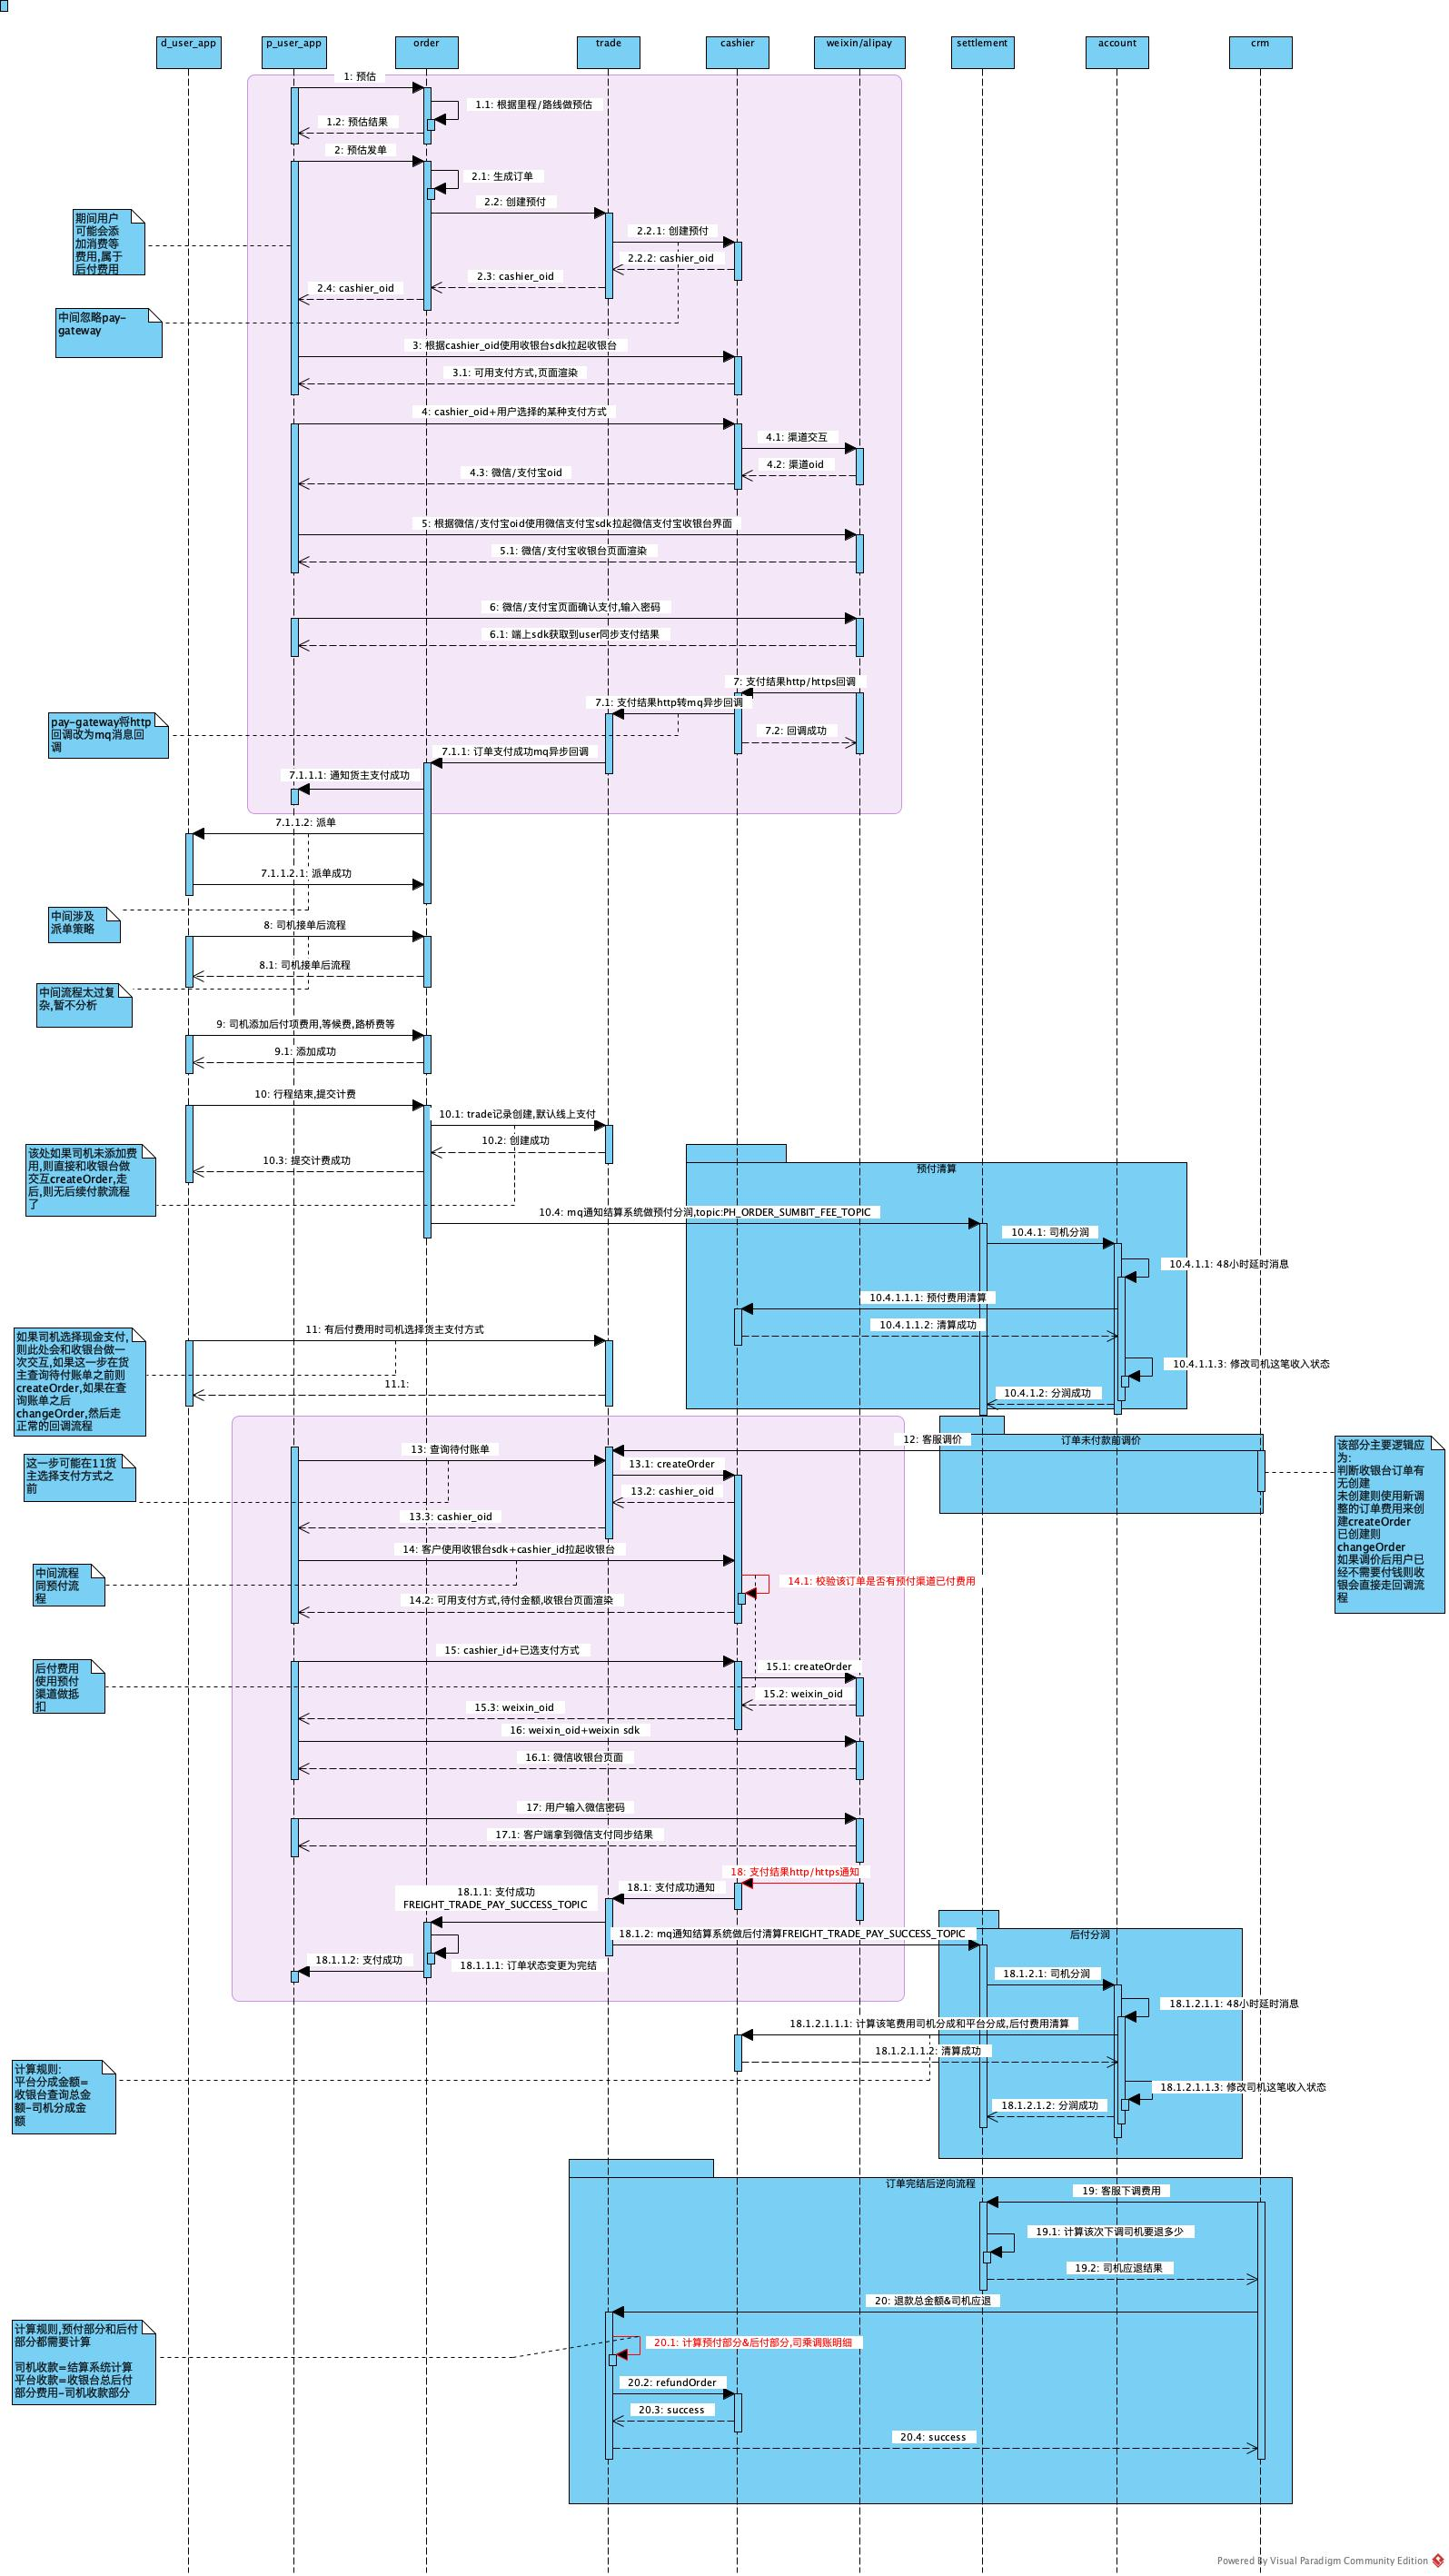 d_user_app
p_user_app
order
trade
cashier
weixin/alipay
settlement
account
crm
1: 预估
1.1: 根据里程/路线做预估
1.2: 预估结果
2: 预估发单
2.1: 生成订单
2.2: 创建预付
期间用户
可能会添
加消费等
费用,属于
后付费用
2.2.1: 创建预付
2.2.2: cashier_oid
2.3: cashier_oid
2.4: cashier_oid
中间忽略pay-
gateway
3: 根据cashier_oid使用收银台sdk拉起收银台
3.1: 可用支付方式,页面渲染
4: cashier_oid+用户选择的某种支付方式
4.1: 渠道交互
4.2: 渠道oid
4.3: 微信/支付宝oid
5: 根据微信/支付宝oid使用微信支付宝sdk拉起微信支付宝收银台界面
5.1: 微信/支付宝收银台页面渲染
6: 微信/支付宝页面确认支付,输入密码
6.1: 端上sdk获取到user同步支付结果
7: 支付结果http/https回调
7.1: 支付结果http转mq异步回调
pay-gateway将http
回调改为mq消息回
调
7.2: 回调成功
7.1.1: 订单支付成功mq异步回调
7.1.1.1: 通知货主支付成功
7.1.1.2: 派单
7.1.1.2.1: 派单成功
中间涉及
派单策略
8: 司机接单后流程
8.1: 司机接单后流程
中间流程太过复
杂,暂不分析
9: 司机添加后付项费用,等候费,路桥费等
9.1: 添加成功
10: 行程结束,提交计费
10.1: trade记录创建,默认线上支付
10.2: 创建成功
10.3: 提交计费成功
该处如果司机未添加费
用,则直接和收银台做
交互createOrder,走
后,则无后续付款流程
了
预付清算
10.4: mq通知结算系统做预付分润,topic:PH_ORDER_SUMBIT_FEE_TOPIC
10.4.1: 司机分润
10.4.1.1: 48小时延时消息
10.4.1.1.1: 预付费用清算
10.4.1.1.2: 清算成功
11: 有后付费用时司机选择货主支付方式
如果司机选择现金支付,
则此处会和收银台做一
次交互,如果这一步在货
主查询待付账单之前则
createOrder,如果在查
询账单之后
changeOrder,然后走
正常的回调流程
10.4.1.1.3: 修改司机这笔收入状态
11.1:
10.4.1.2: 分润成功
12: 客服调价
订单未付款前调价
13: 查询待付账单
这一步可能在11货
主选择支付方式之
前
13.1: createOrder
13.2: cashier_oid
13.3: cashier_oid
该部分主要逻辑应
为:
判断收银台订单有
无创建
未创建则使用新调
整的订单费用来创
建createOrder
已创建则
changeOrder
如果调价后用户已
经不需要付钱则收
银会直接走回调流
程
14: 客户使用收银台sdk+cashier_id拉起收银台
中间流程
同预付流
程
14.1: 校验该订单是否有预付渠道已付费用
14.2: 可用支付方式,待付金额,收银台页面渲染
15: cashier_id+已选支付方式
后付费用
使用预付
渠道做抵
扣
15.1: createOrder
15.2: weixin_oid
15.3: weixin_oid
16: weixin_oid+weixin sdk
16.1: 微信收银台页面
17: 用户输入微信密码
17.1: 客户端拿到微信支付同步结果
18: 支付结果http/https通知
18.1: 支付成功通知
18.1.1: 支付成功
FREIGHT_TRADE_PAY_SUCCESS_TOPIC
18.1.2: mq通知结算系统做后付清算FREIGHT_TRADE_PAY_SUCCESS_TOPIC
后付分润
18.1.1.2: 支付成功
18.1.1.1: 订单状态变更为完结
18.1.2.1: 司机分润
18.1.2.1.1: 48小时延时消息
18.1.2.1.1.1: 计算该笔费用司机分成和平台分成,后付费用清算
18.1.2.1.1.2: 清算成功
计算规则:
平台分成金额=
收银台查询总金
额-司机分成金
额
18.1.2.1.1.3: 修改司机这笔收入状态
18.1.2.1.2: 分润成功
订单完结后逆向流程
19: 客服下调费用
19.1: 计算该次下调司机要退多少
19.2: 司机应退结果
20: 退款总金额&司机应退
计算规则,预付部分和后付
部分都需要计算
司机收款=结算系统计算
平台收款=收银台总后付
部分费用-司机收款部分
20.1: 计算预付部分&后付部分,可乘调账明细
20.2: refundOrder
20.3: success
20.4: success
Powered By Visual Paradigm Community Edition